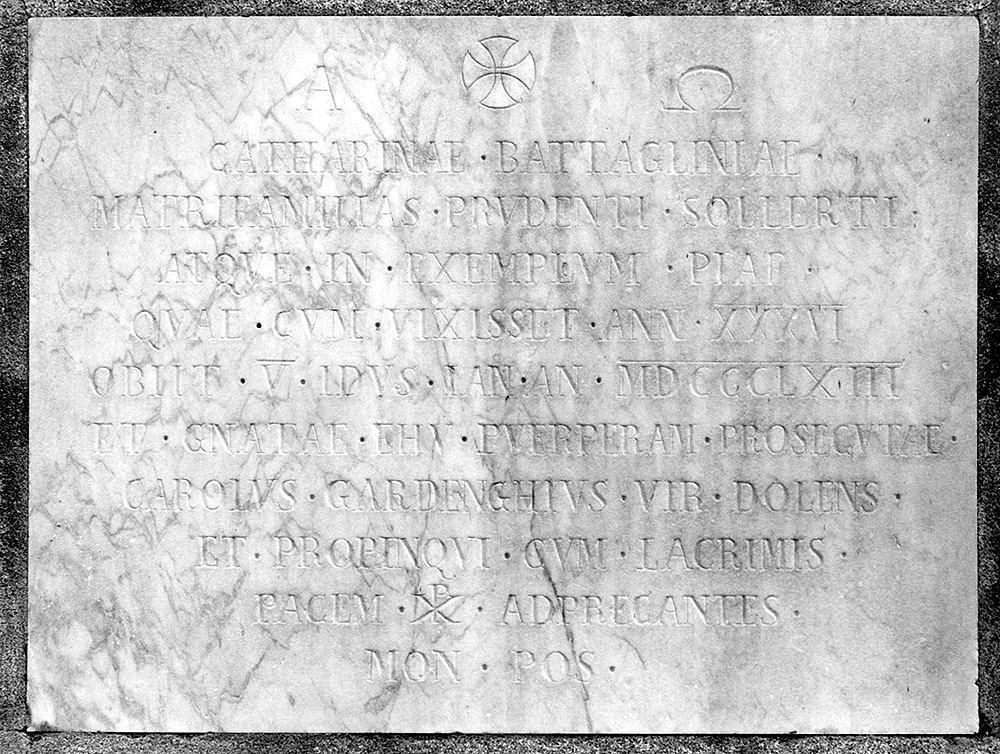 Α Ω
CATHARINAE · BATTAGLINIAE ·
MATRIFAMILIAS · PRVDENTI · SOLLERTI ·
ATQVE · IN · EXEMPLVM · PIAE ·
QVAE · CVM · VIXISSET · ANN · XXXVI
OBIIT · V · IDVS · IAN · AN · MDCCCLXIII
ET · GNATAE · EHV · PVERPERAM · PROSECVTAE ·
CAROLVS · GARDENGHIVS · VIR · DOLENS ·
ET · PROPINQVI · CVM · LACRIMIS ·
PACEM · ☧ · ADPRECANTES ·
MON · POS ·